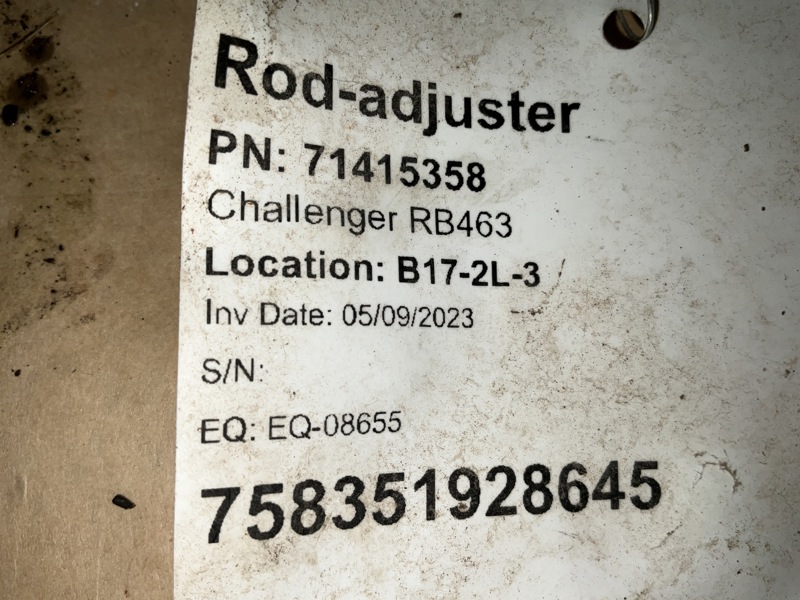 Rod-adjuster
PN: 71415358
Challenger RB463
Location: B17-2L-3
Inv Date: 05/09/2023
S/N:
EQ: EQ-08655
758351928645